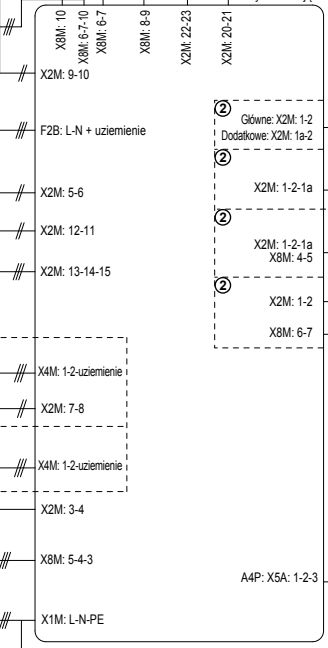 X8M: 10
X8M: 6-7-10
X8M: 6-7
X8M: 8-9
X2M: 22-23
X2M: 20-21
X2M: 9-10
F2B: L-N + uziemienie
X2M: 5-6
X2M: 12-11
X2M: 13-14-15
X4M: 1-2-uziemienie
X2M: 7-8
X4M: 1-2-uziemienie
X2M: 3-4
X8M: 5-4-3
X1M: L-N-PE
2
Główne: X2M: 1-2
Dodatkowe: X2M: 1a-2
2
X2M: 1-2-1a
2
X2M: 1-2-1a
X8M: 4-5
2
X2M: 1-2
X8M: 6-7
A4P: X5A: 1-2-3